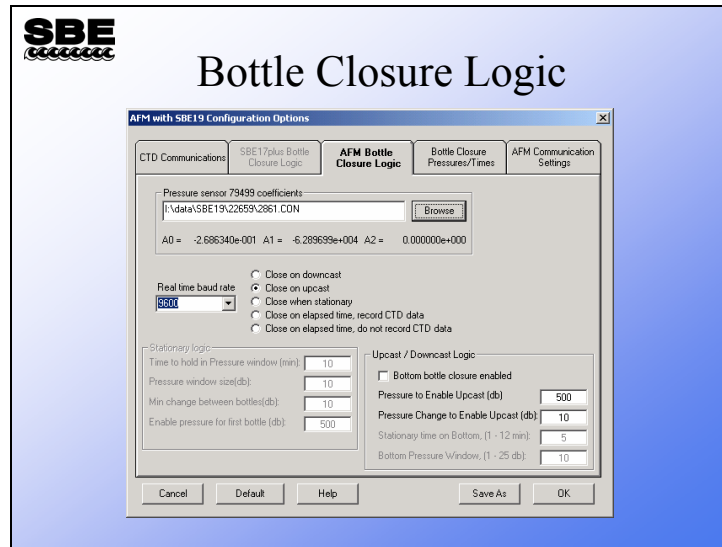 SBE
Bottle Closure Logic
AFM with SBE19 Configuration Options
CTD Communications
SBE17plus Bottle
Closure Logic
AFM Bottle
Closure Logic
Bottle Closure
Pressures/Times
AFM Communication
Settings
Pressure sensor 79499 coefficients
I:\data\SBE19\22659\2861.CON
Browse
A0 = -2.686340e-001 A1 = -6.289699e+004 A2 = 0.000000e+000
Real time baud rate
9600
Close on downcast
Close on upcast
Close when stationary
Close on elapsed time, record CTD data
Close on elapsed time, do not record CTD data
Stationary logic
Time to hold in Pressure window (min): 10
Pressure window size(db): 10
Min change between bottles(db): 10
Enable pressure for first bottle (db): 500
Upcast / Downcast Logic
Bottom bottle closure enabled
Pressure to Enable Upcast (db) 500
Pressure Change to Enable Upcast (db) 10
Stationary time on Bottom, (1 - 12 min): 5
Bottom Pressure Window, (1 - 25 db): 10
Cancel
Default
Help
Save As
OK